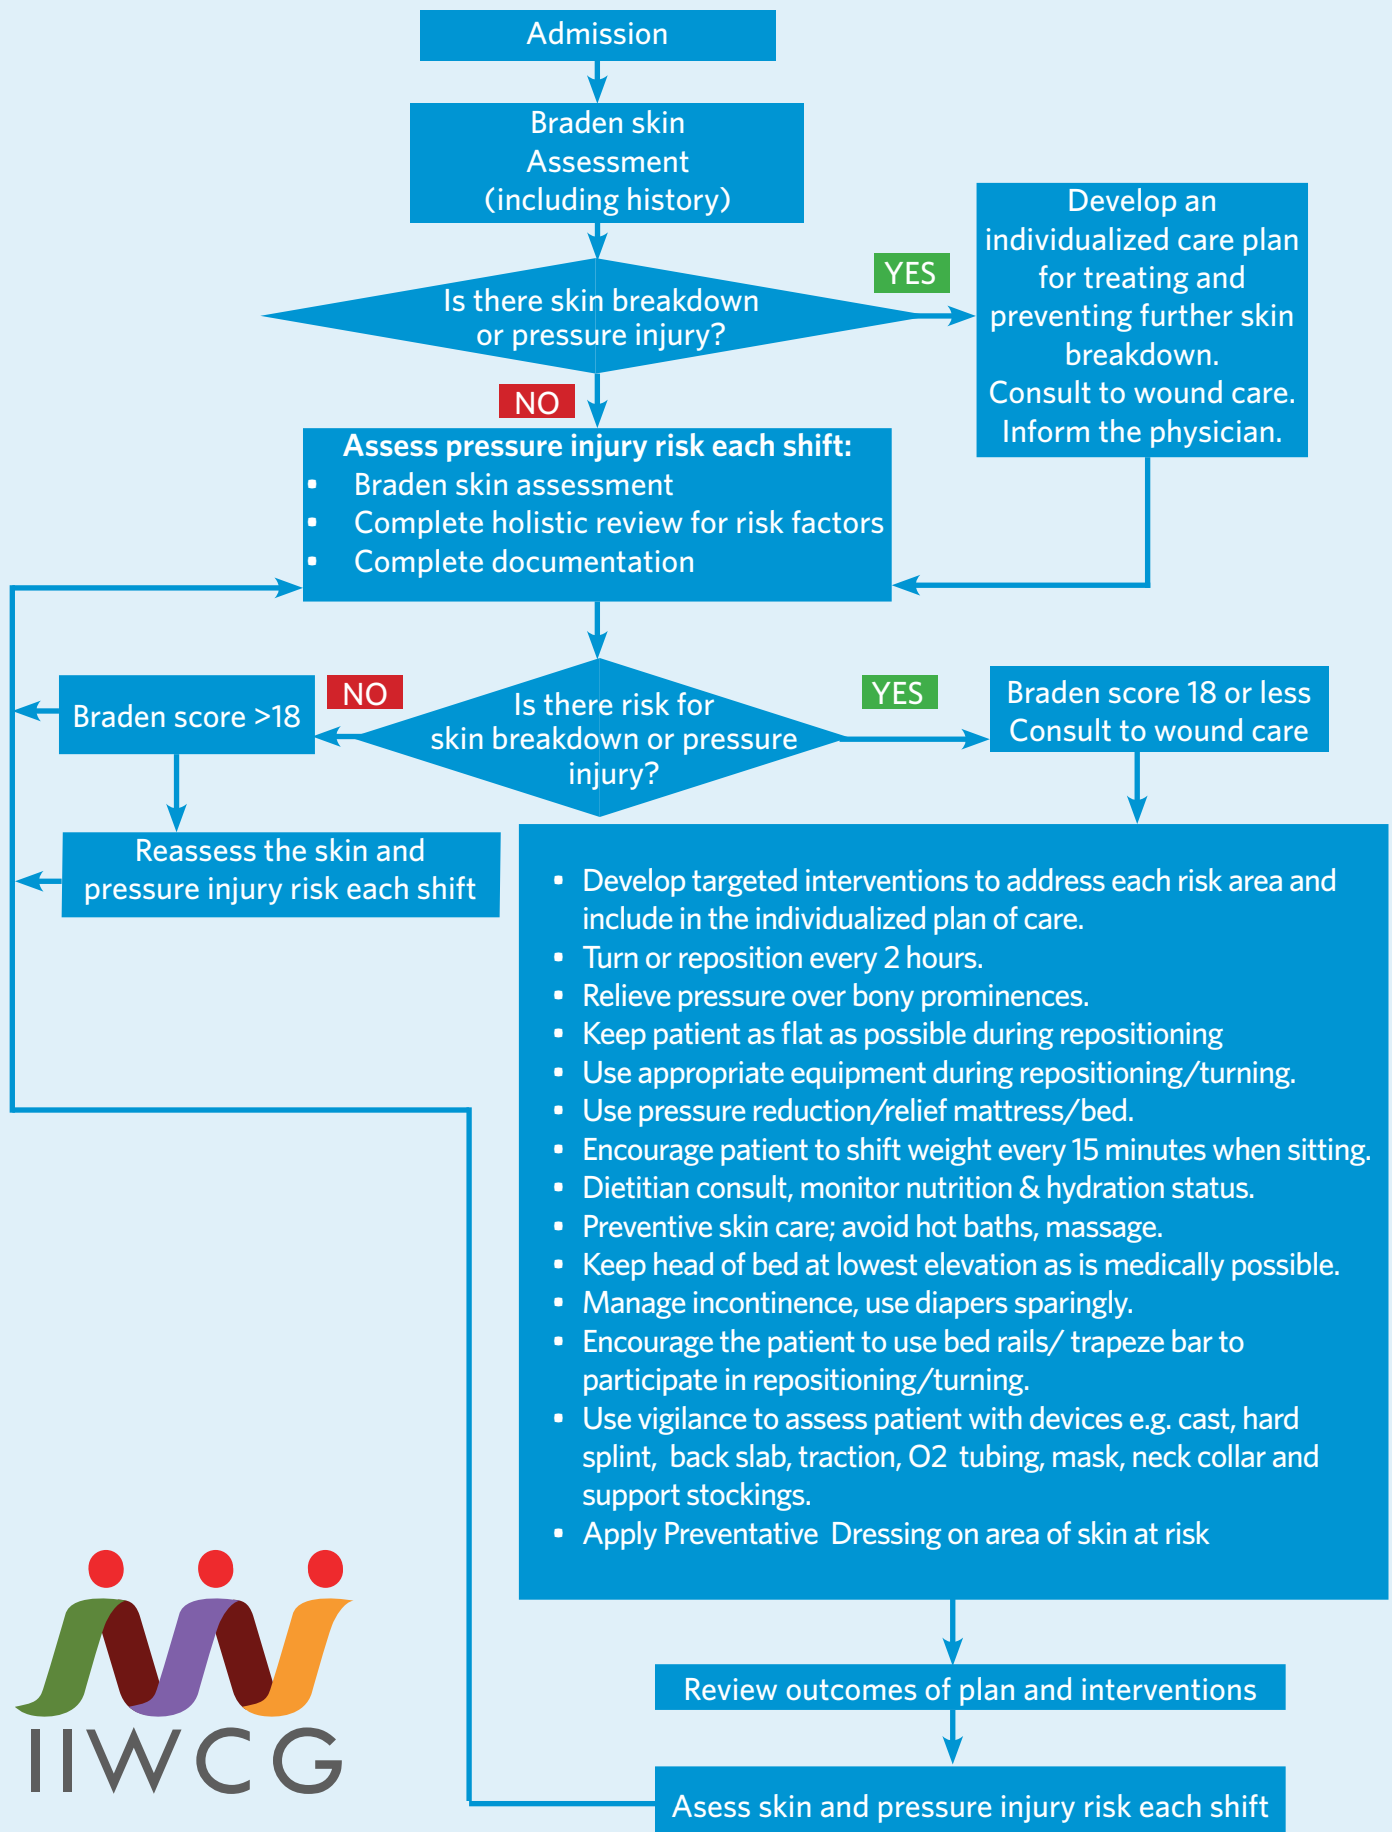 Admission
Braden skin
Assessment
(including history)
Is there skin breakdown
or pressure injury?
YES
Develop an
individualized care plan
for treating and
preventing further skin
breakdown.
Consult to wound care.
Inform the physician.
NO
Assess pressure injury risk each shift:
▪ Braden skin assessment
▪ Complete holistic review for risk factors
▪ Complete documentation
Is there risk for
skin breakdown or pressure
injury?
NO
Braden score >18
Reassess the skin and
pressure injury risk each shift
YES
Braden score 18 or less
Consult to wound care
▪ Develop targeted interventions to address each risk area and
include in the individualized plan of care.
▪ Turn or reposition every 2 hours.
▪ Relieve pressure over bony prominences.
▪ Keep patient as flat as possible during repositioning
▪ Use appropriate equipment during repositioning/turning.
▪ Use pressure reduction/relief mattress/bed.
▪ Encourage patient to shift weight every 15 minutes when sitting.
▪ Dietitian consult, monitor nutrition & hydration status.
▪ Preventive skin care; avoid hot baths, massage.
▪ Keep head of bed at lowest elevation as is medically possible.
▪ Manage incontinence, use diapers sparingly.
▪ Encourage the patient to use bed rails/ trapeze bar to
participate in repositioning/turning.
▪ Use vigilance to assess patient with devices e.g. cast, hard
splint, back slab, traction, O2 tubing, mask, neck collar and
support stockings.
▪ Apply Preventative Dressing on area of skin at risk
Review outcomes of plan and interventions
Asess skin and pressure injury risk each shift
IIWCG